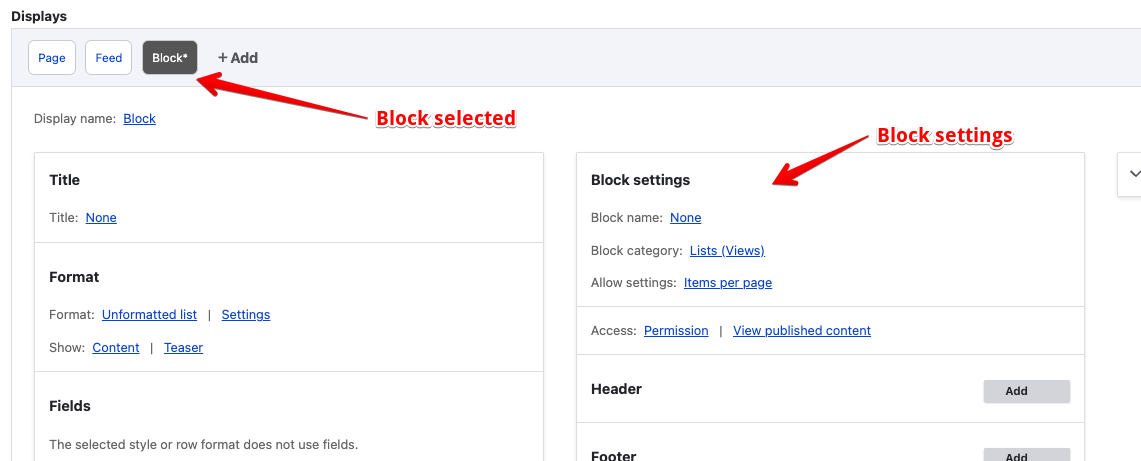 Displays
Page Feed Block* + Add
Block selected
Display name: Block
Block settings
Title
Title: None
Format
Format: Unformatted list | Settings
Show: Content | Teaser
Fields
The selected style or row format does not use fields.
Block settings
Block name: None
Block category: Lists (Views)
Allow settings: Items per page
Access: Permission | View published content
Header Add
Footer Add